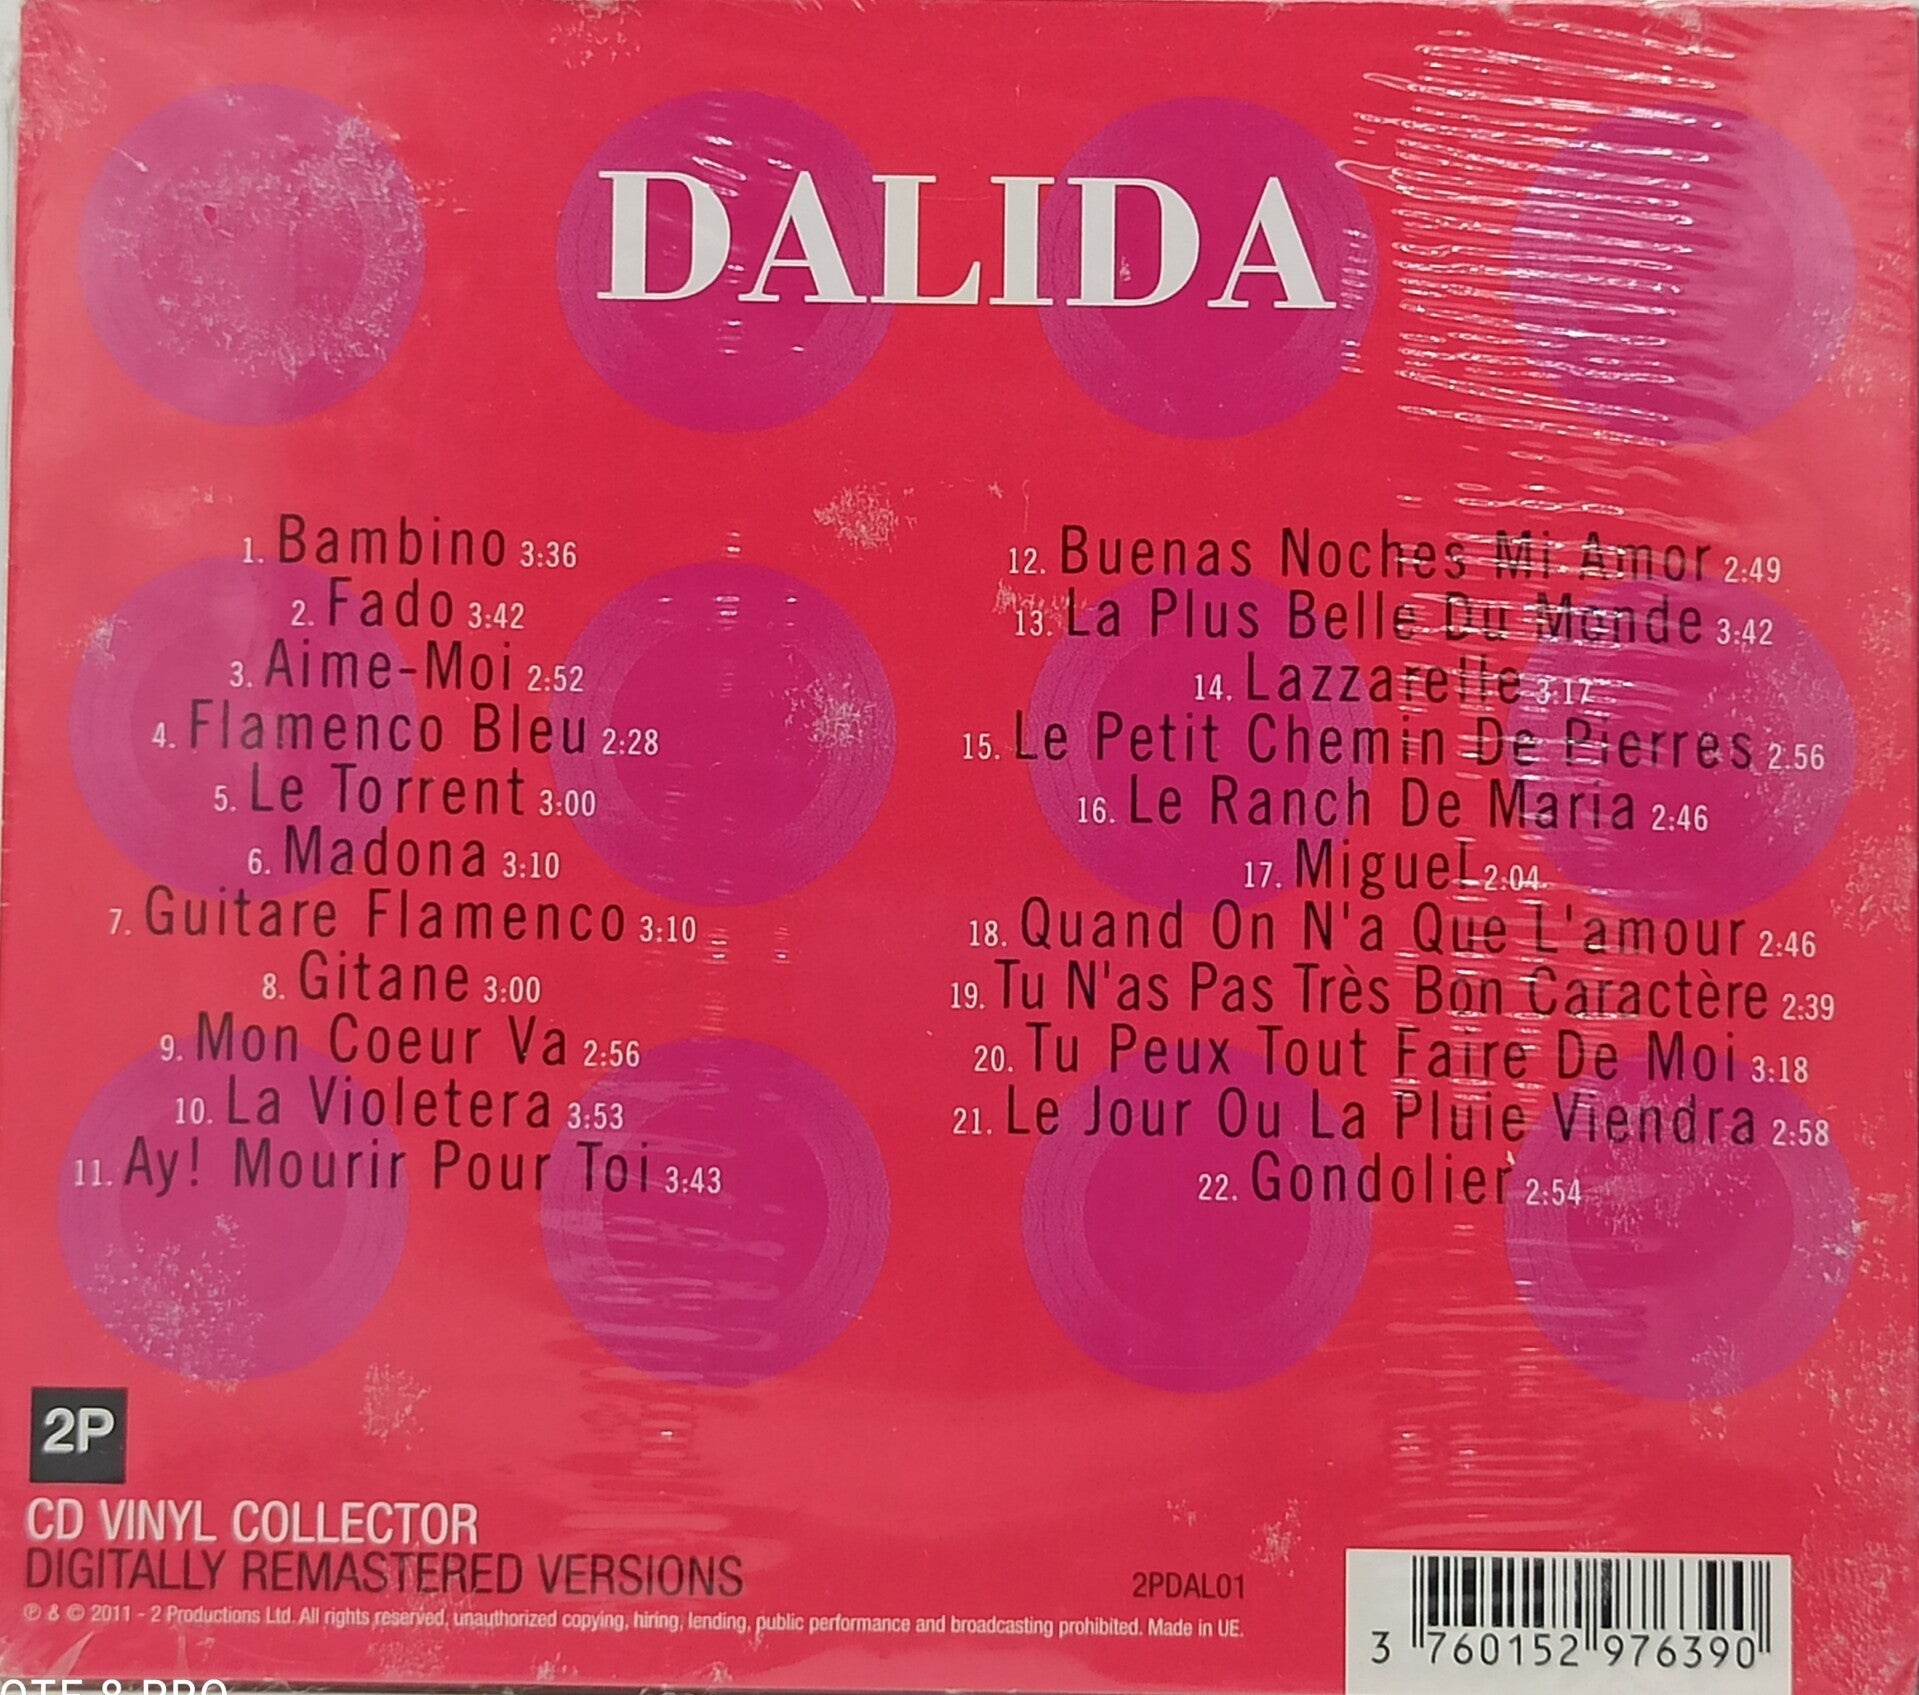 DALIDA
1. Bambino 3:36
2. Fado 3:42
3. Aime-Moi 2:52
4. Flamenco Bleu 2:28
5. Le Torrent 3:00
6. Madona 3:10
7. Guitare Flamenco 3:10
8. Gitane 3:00
9. Mon Coeur Va 2:56
10. La Violetera 3:53
11. Ay! Mourir Pour Toi 3:43
12. Buenas Noches Mi Amor 2:49
13. La Plus Belle Du Monde 3:42
14. Lazzarelle 3:17
15. Le Petit Chemin De Pierres 2:56
16. Le Ranch De Maria 2:46
17. Miguel 2:04
18. Quand On N'a Que L'amour 2:46
19. Tu N'as Pas Très Bon Caractère 2:39
20. Tu Peux Tout Faire De Moi 3:18
21. Le Jour Ou La Pluie Viendra 2:58
22. Gondolier 2:54
2P
CD VINYL COLLECTOR
DIGITALLY REMASTERED VERSIONS
2PDAL01
℗ & © 2011 - 2 Productions Ltd. All rights reserved, unauthorized copying, hiring, lending, public performance and broadcasting prohibited. Made in UE.
3 760152 976390